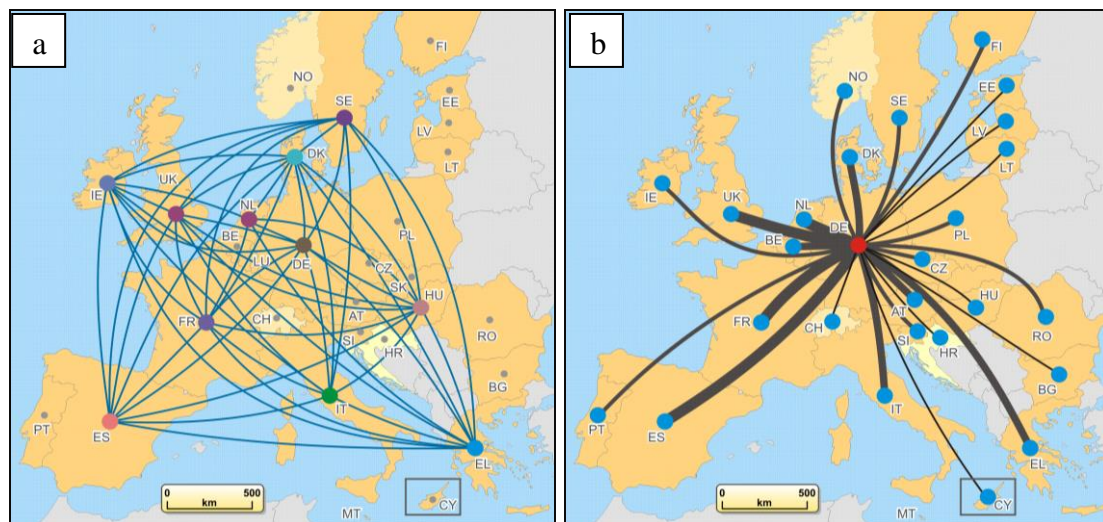 a
FI
NO
SE
EE
LV
DK
LT
IE
UK
NL
BE
PL
LU
DE
CZ
SK
HU
FR
CH
AT
SI
RO
HR
BG
PT
IT
ES
EL
0 500
km
CY
MT
b
FI
NO
EE
SE
LV
DK
LT
IE
UK
NL
DE
PL
BE
CZ
HU
AT
FR
CH
SI
RO
HR
BG
IT
PT
ES
EL
0 500
km
CY
MT